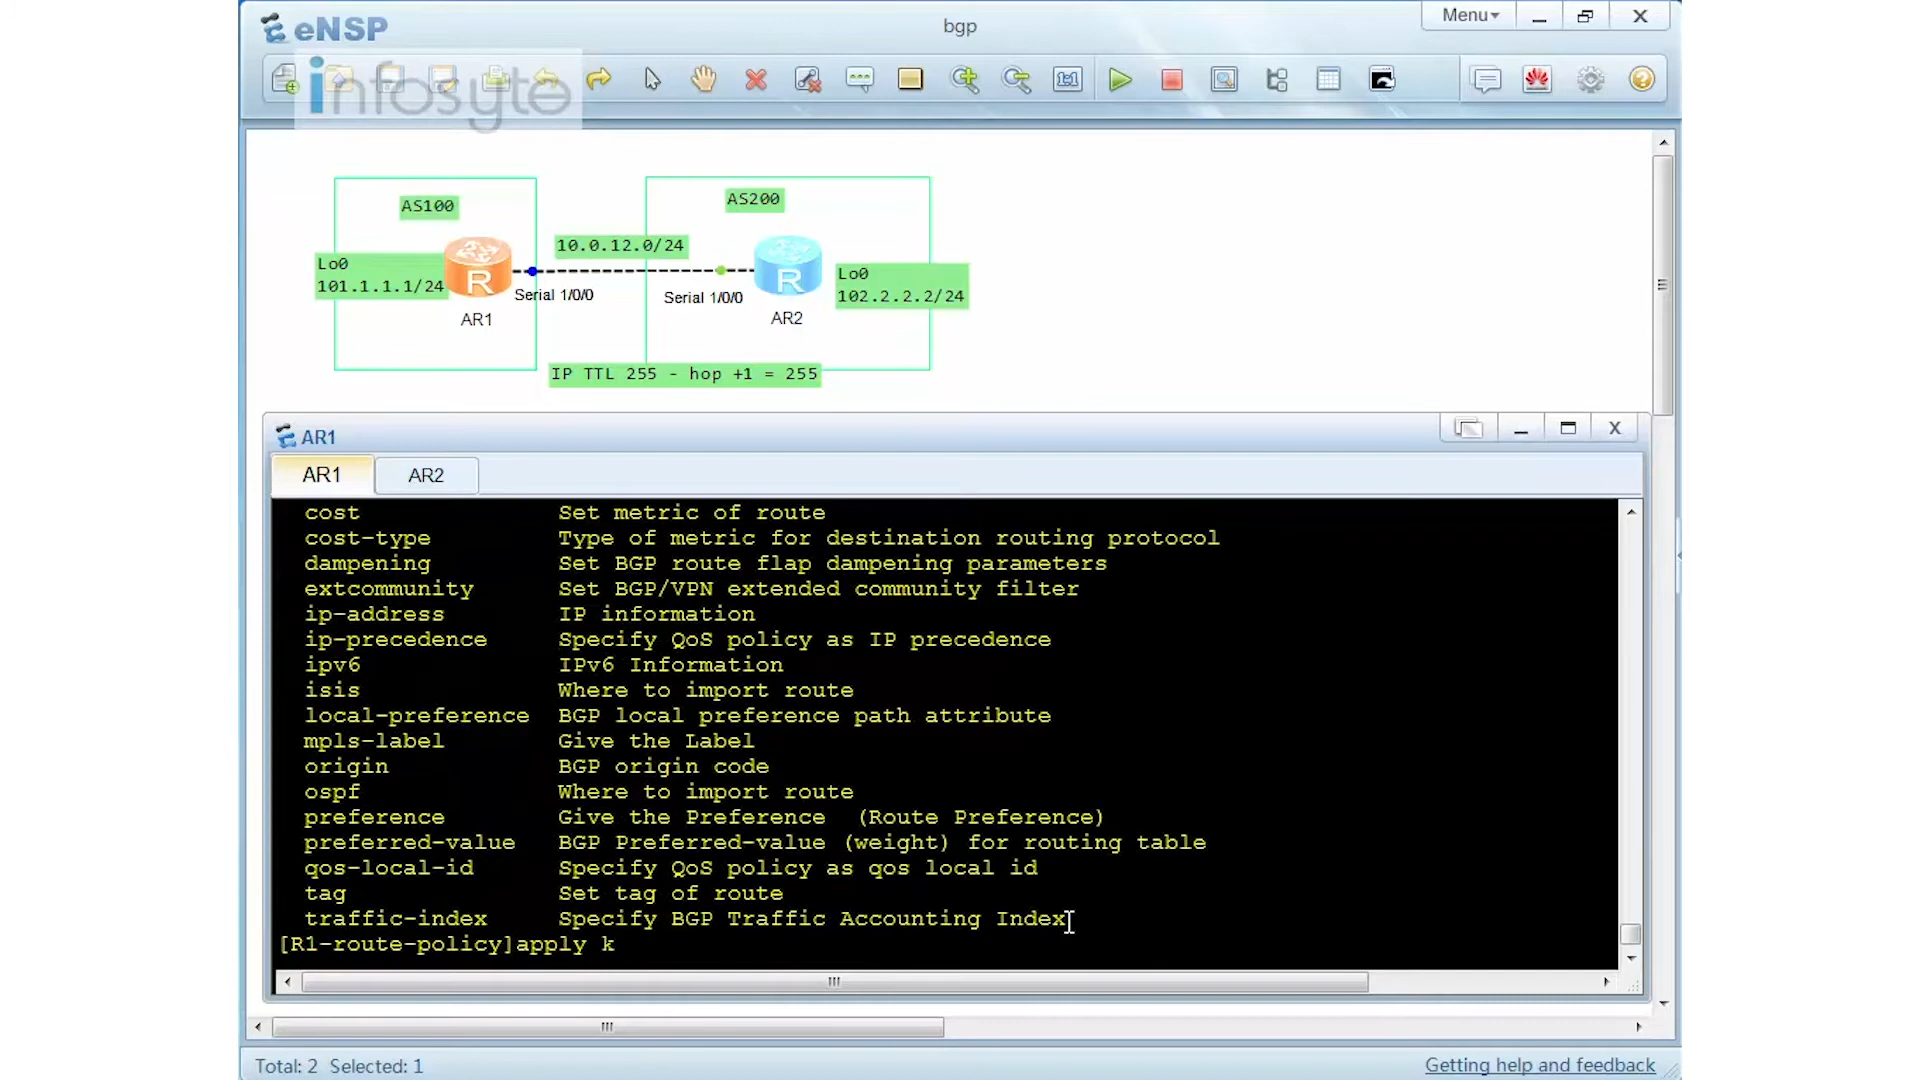 eNSP
bgp
Menu
infosyte
1:1
AS100
AS200
10.0.12.0/24
Lo0
101.1.1.1/24
Lo0
102.2.2.2/24
R
R
Serial 1/0/0
Serial 1/0/0
AR1
AR2
IP TTL 255 - hop +1 = 255
AR1
AR1
AR2
cost Set metric of route
cost-type Type of metric for destination routing protocol
dampening Set BGP route flap dampening parameters
extcommunity Set BGP/VPN extended community filter
ip-address IP information
ip-precedence Specify QoS policy as IP precedence
ipv6 IPv6 Information
isis Where to import route
local-preference BGP local preference path attribute
mpls-label Give the Label
origin BGP origin code
ospf Where to import route
preference Give the Preference (Route Preference)
preferred-value BGP Preferred-value (weight) for routing table
qos-local-id Specify QoS policy as qos local id
tag Set tag of route
traffic-index Specify BGP Traffic Accounting Index
[R1-route-policy]apply k
Total: 2 Selected: 1
Getting help and feedback